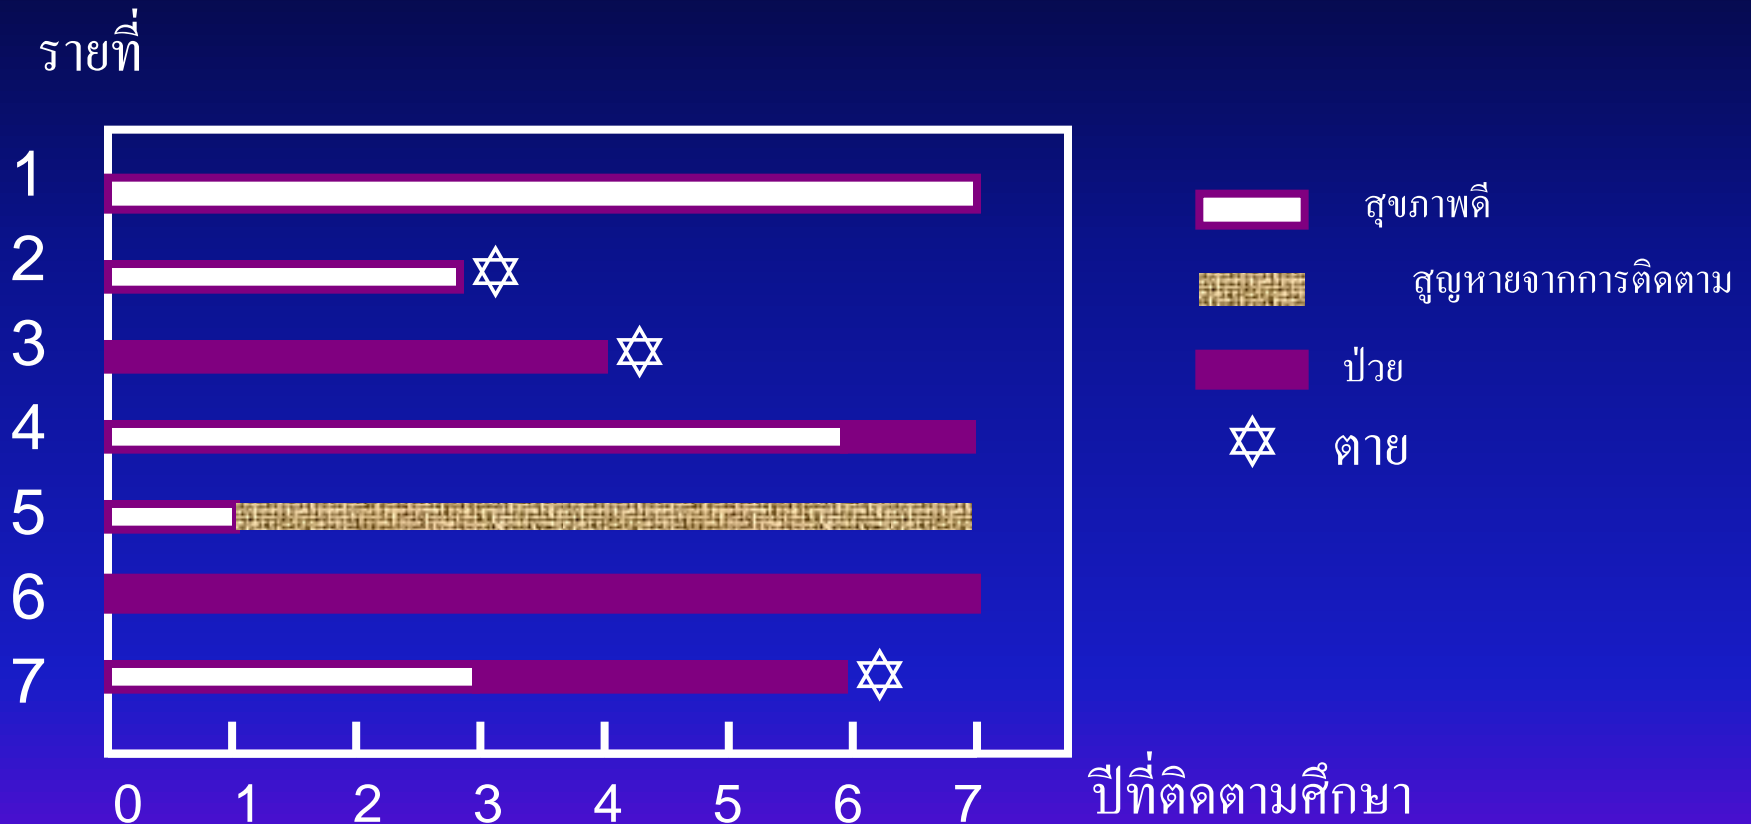 รายที่
1
2
3
4
5
6
7
0 1 2 3 4 5 6 7
ปีที่ติดตามศึกษา
สุขภาพดี
สูญหายจากการติดตาม
ป่วย
ตาย